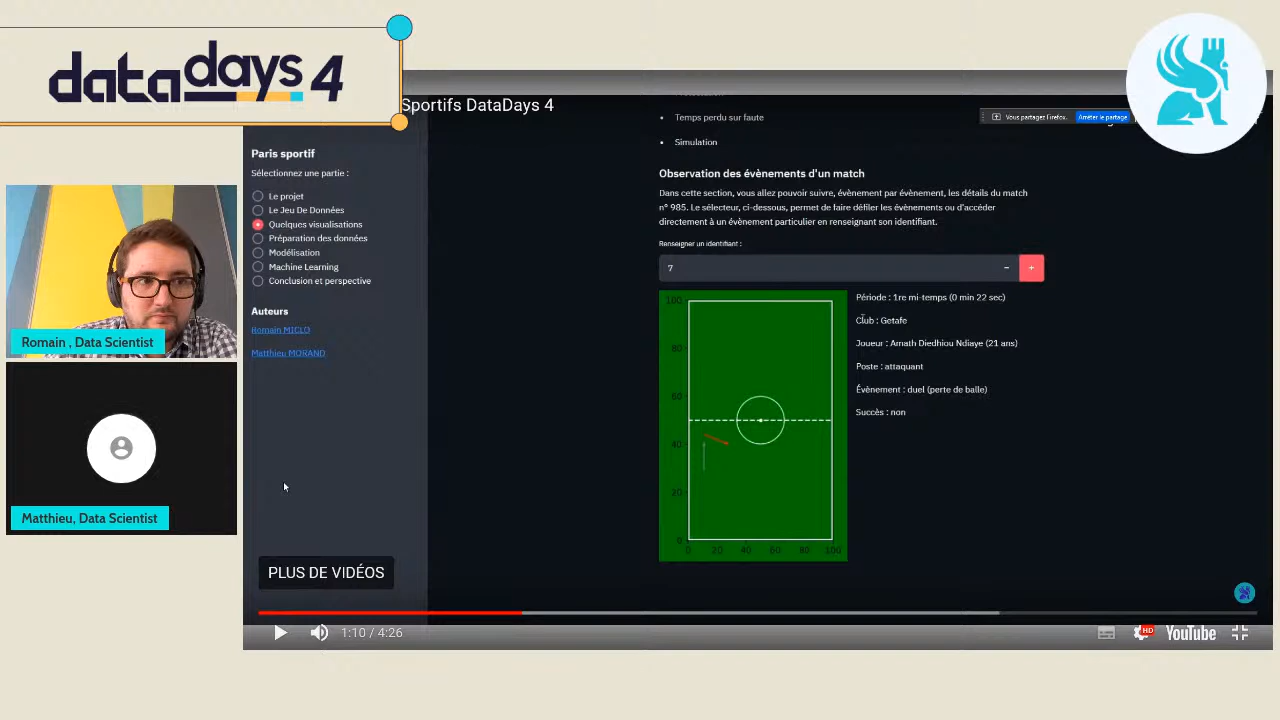 datadays 4
Sportifs DataDays 4
Temps perdu sur faute
Simulation
Vous partagez Firefox.
Arrêter le partage
Paris sportif
Sélectionnez une partie :
Le projet
Le Jeu De Données
Quelques visualisations
Préparation des données
Modélisation
Machine Learning
Conclusion et perspective
Auteurs
Romain MICLO
Matthieu MORAND
Observation des évènements d'un match
Dans cette section, vous allez pouvoir suivre, évènement par évènement, les détails du match
n° 985. Le sélecteur, ci-dessous, permet de faire défiler les évènements ou d'accéder
directement à un évènement particulier en renseignant son identifiant.
Renseigner un identifiant :
7
− +
100
80
60
40
20
0
0 20 40 60 80 100
Période : 1re mi-temps (0 min 22 sec)
Club : Getafe
Joueur : Amath Diedhiou Ndiaye (21 ans)
Poste : attaquant
Évènement : duel (perte de balle)
Succès : non
Romain , Data Scientist
Matthieu, Data Scientist
PLUS DE VIDÉOS
1:10 / 4:26
HD
YouTube